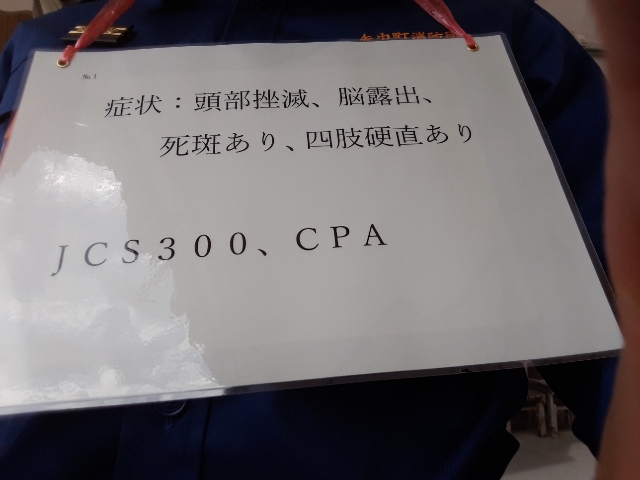 №1
症状：頭部挫滅、脳露出、
死斑あり、四肢硬直あり
ＪＣＳ３００、ＣＰＡ